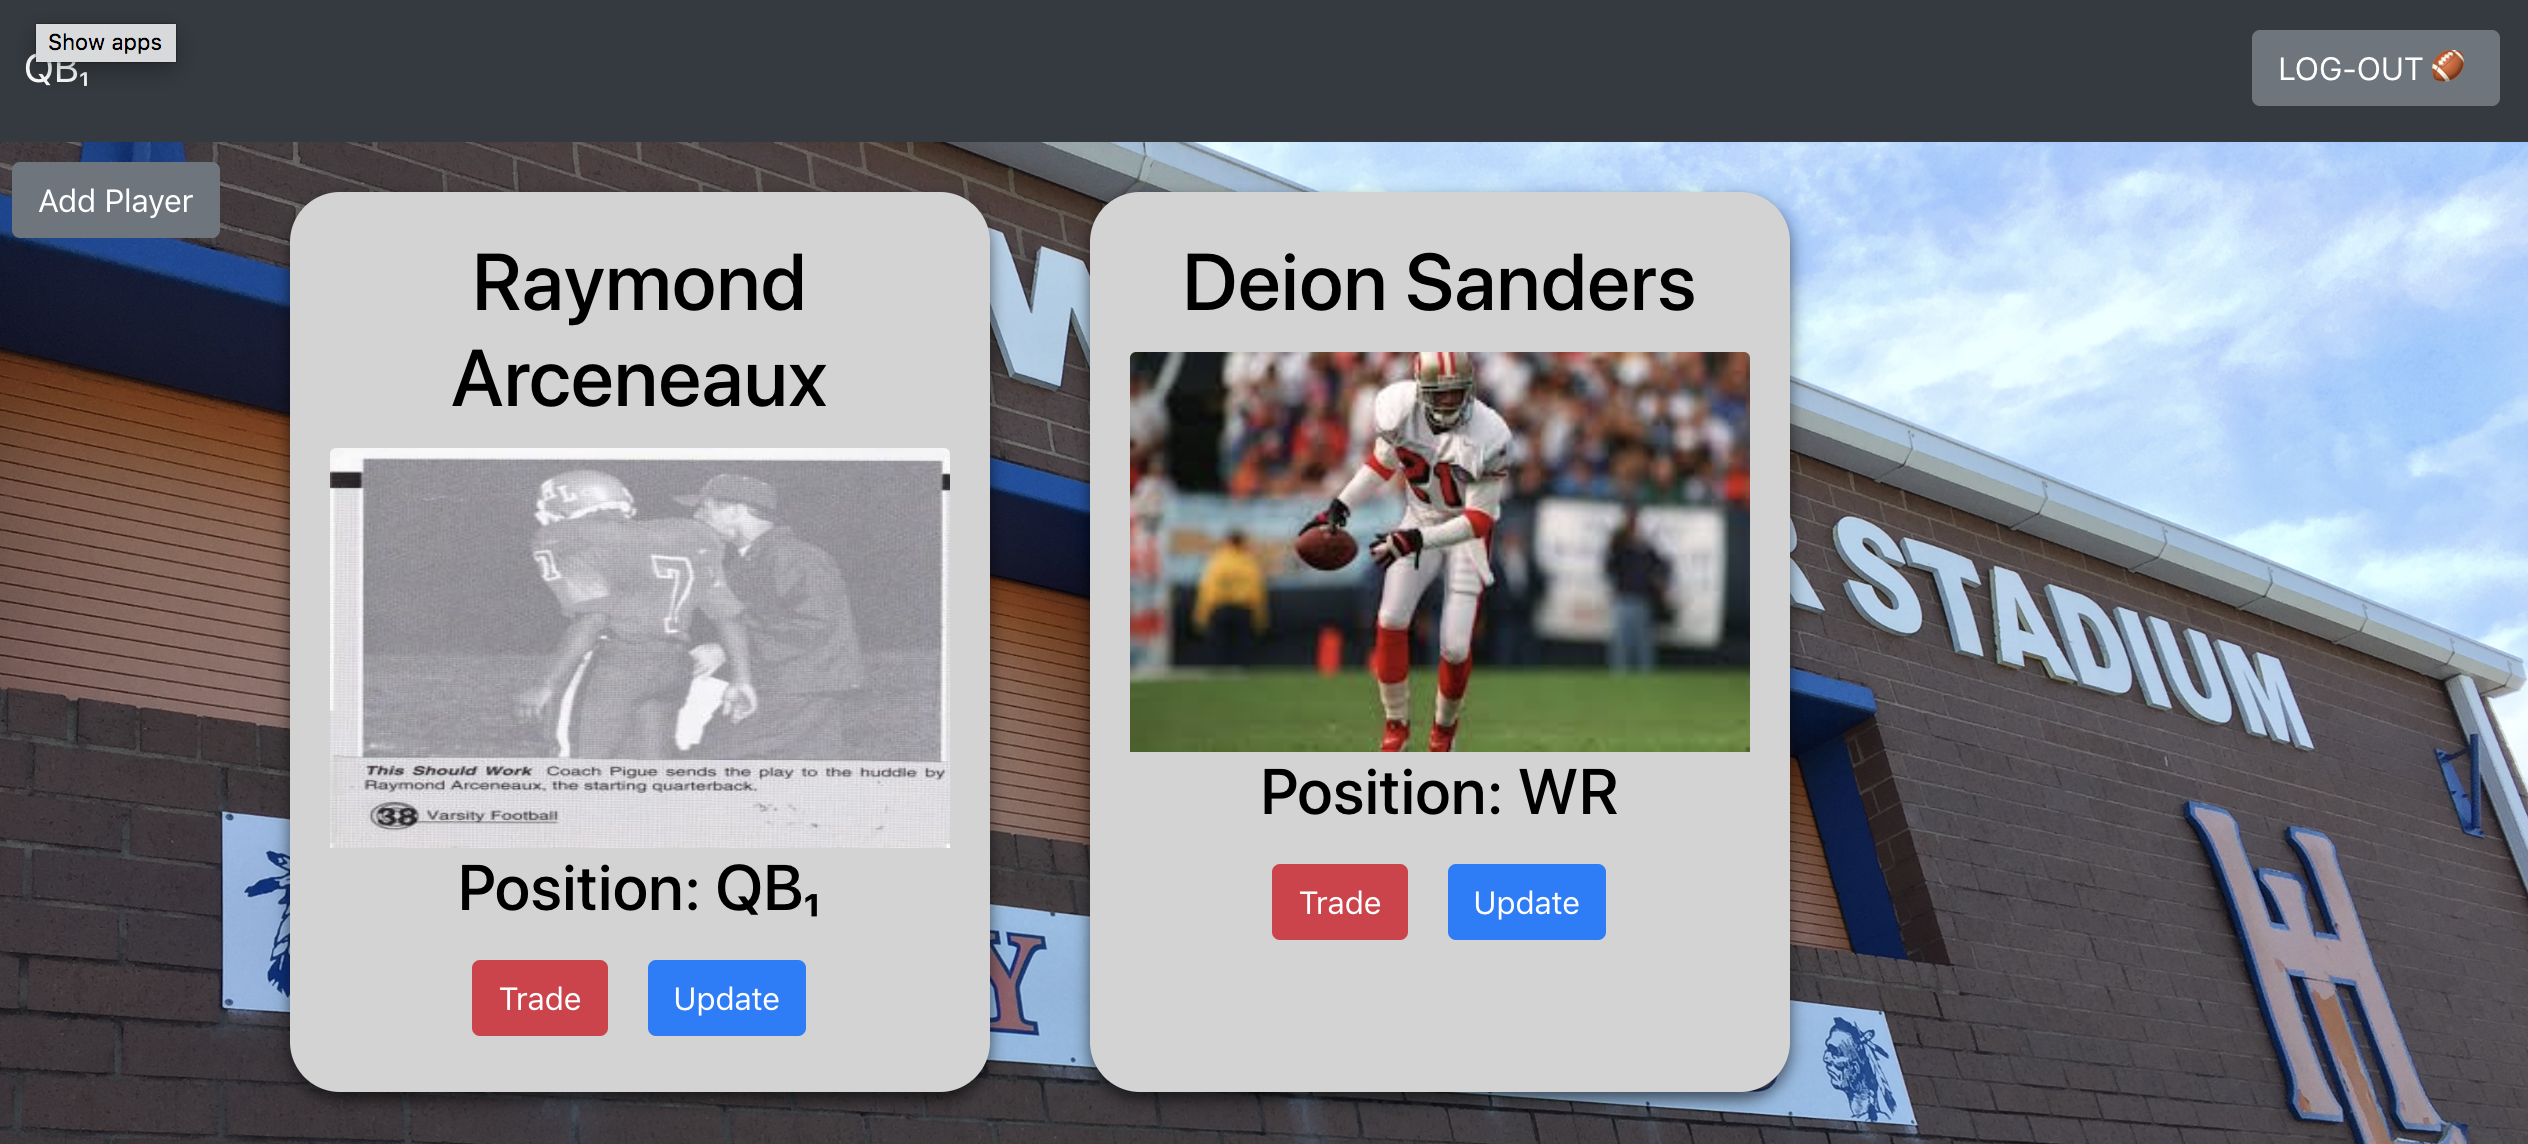 Show apps
QB₁
LOG-OUT 🏈
Add Player
Raymond
Arceneaux
This Should Work Coach Pigue sends the play to the huddle by
Raymond Arceneaux, the starting quarterback.
38 Varsity Football
Position: QB₁
Trade
Update
Deion Sanders
21
Position: WR
Trade
Update
7
W
STADIUM
Y
H